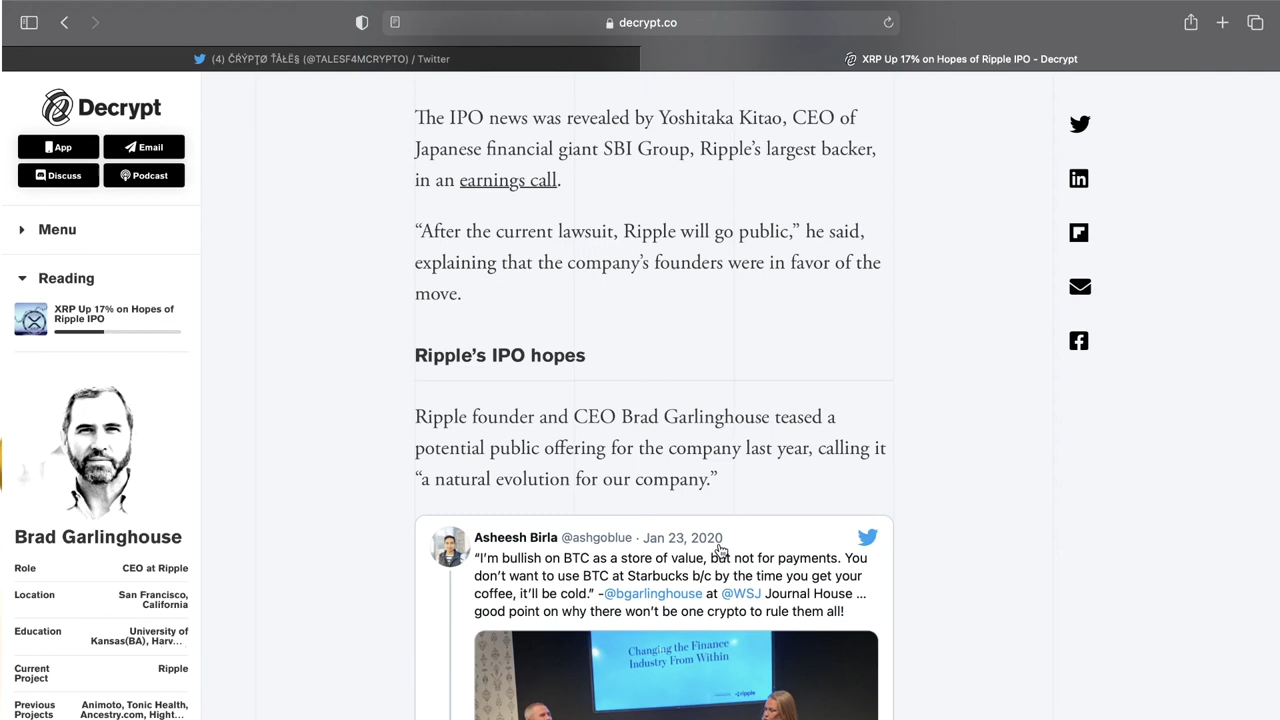 decrypt.co
(4) ČŔÝPŢØ ŤÅŁË§ (@TALESF4MCRYPTO) / Twitter
XRP Up 17% on Hopes of Ripple IPO - Decrypt
Decrypt
App
Email
Discuss
Podcast
Menu
Reading
XRP Up 17% on Hopes of
Ripple IPO
Brad Garlinghouse
Role CEO at Ripple
Location San Francisco,
California
Education University of
Kansas(BA), Harv...
Current Ripple
Project
Previous Animoto, Tonic Health,
Projects Ancestry.com, Hight...
The IPO news was revealed by Yoshitaka Kitao, CEO of
Japanese financial giant SBI Group, Ripple’s largest backer,
in an earnings call.
“After the current lawsuit, Ripple will go public,” he said,
explaining that the company’s founders were in favor of the
move.
Ripple’s IPO hopes
Ripple founder and CEO Brad Garlinghouse teased a
potential public offering for the company last year, calling it
“a natural evolution for our company.”
Asheesh Birla @ashgoblue · Jan 23, 2020
“I’m bullish on BTC as a store of value, but not for payments. You
don’t want to use BTC at Starbucks b/c by the time you get your
coffee, it’ll be cold.” -@bgarlinghouse at @WSJ Journal House ...
good point on why there won’t be one crypto to rule them all!
Changing the Finance
Industry From Within
ripple